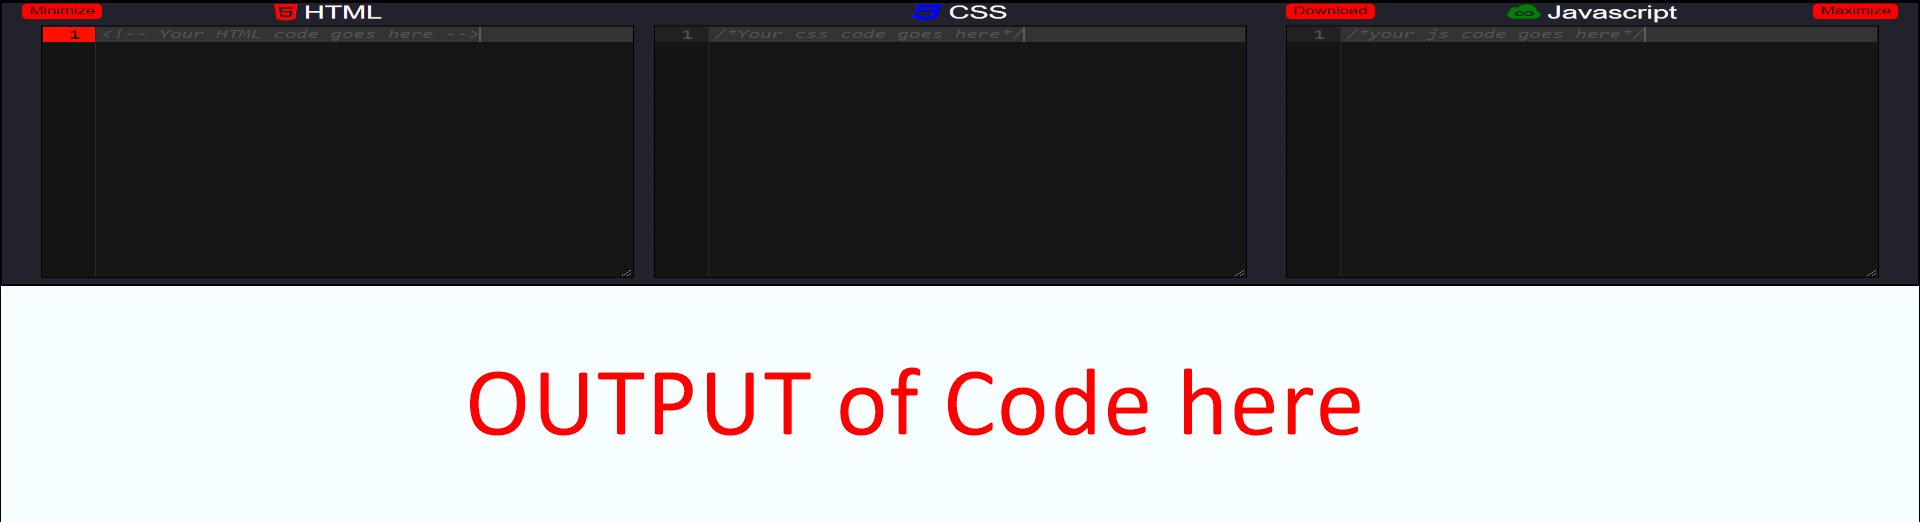 Minimize HTML CSS Download Javascript Maximize
1 <!-- Your HTML code goes here -->
1 /*Your css code goes here*/
1 /*your js code goes here*/
OUTPUT of Code here